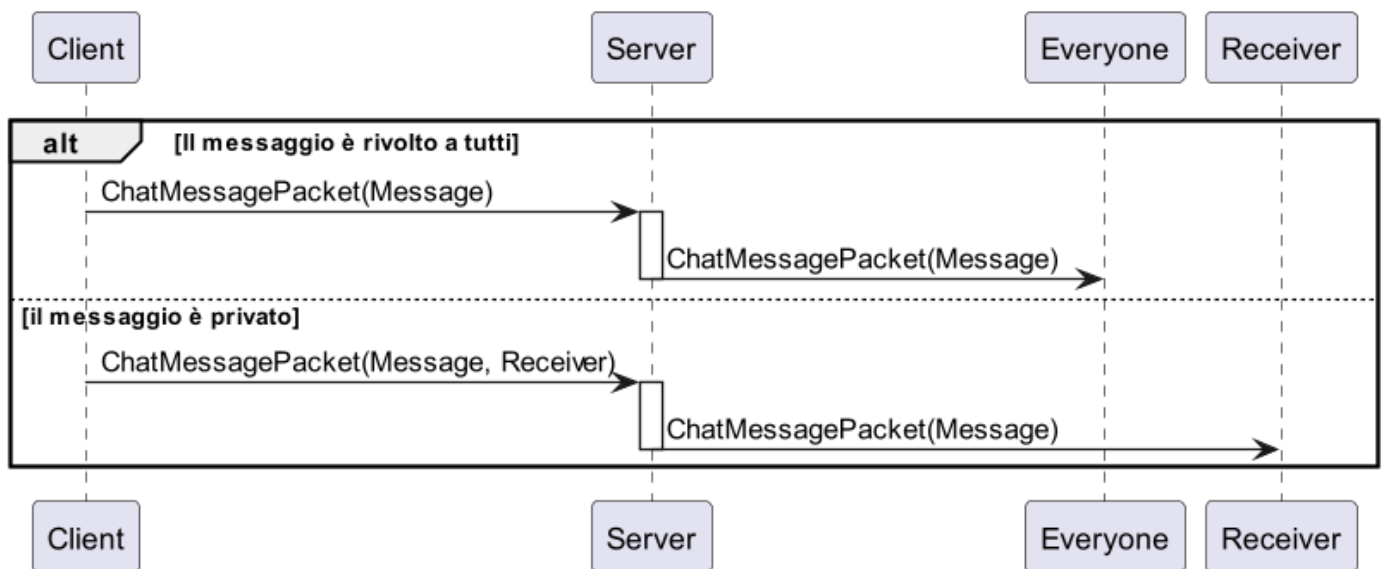 Client Server Everyone Receiver
alt [Il messaggio è rivolto a tutti]
ChatMessagePacket(Message)
ChatMessagePacket(Message)
[il messaggio è privato]
ChatMessagePacket(Message, Receiver)
ChatMessagePacket(Message)
Client Server Everyone Receiver